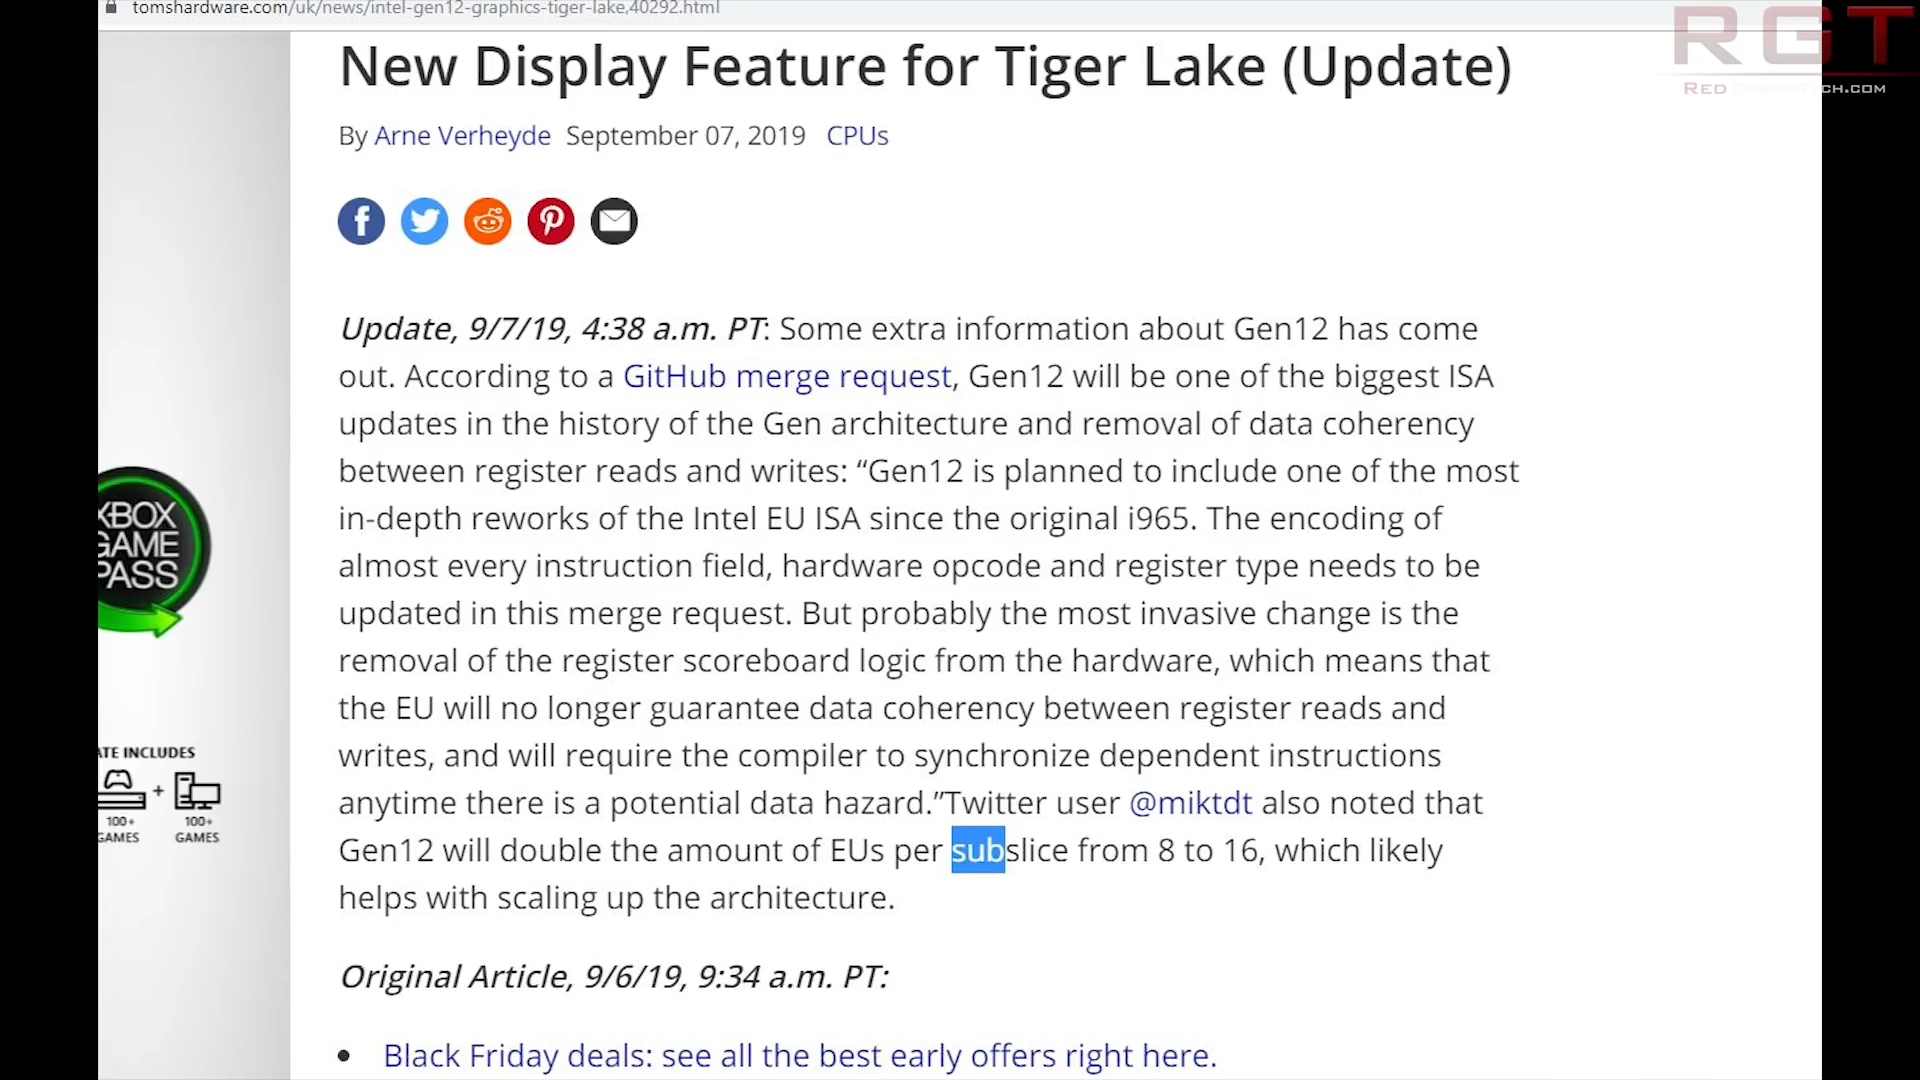 tomshardware.com/uk/news/intel-gen12-graphics-tiger-lake,40292.html
RGT
RED
CH.COM
New Display Feature for Tiger Lake (Update)
By Arne Verheyde September 07, 2019 CPUs
Update, 9/7/19, 4:38 a.m. PT: Some extra information about Gen12 has come
out. According to a GitHub merge request, Gen12 will be one of the biggest ISA
updates in the history of the Gen architecture and removal of data coherency
between register reads and writes: “Gen12 is planned to include one of the most
in-depth reworks of the Intel EU ISA since the original i965. The encoding of
almost every instruction field, hardware opcode and register type needs to be
updated in this merge request. But probably the most invasive change is the
removal of the register scoreboard logic from the hardware, which means that
the EU will no longer guarantee data coherency between register reads and
writes, and will require the compiler to synchronize dependent instructions
anytime there is a potential data hazard.”Twitter user @miktdt also noted that
Gen12 will double the amount of EUs per subslice from 8 to 16, which likely
helps with scaling up the architecture.
Original Article, 9/6/19, 9:34 a.m. PT:
Black Friday deals: see all the best early offers right here.
XBOX
GAME
PASS
ATE INCLUDES
+
100+
GAMES
100+
GAMES